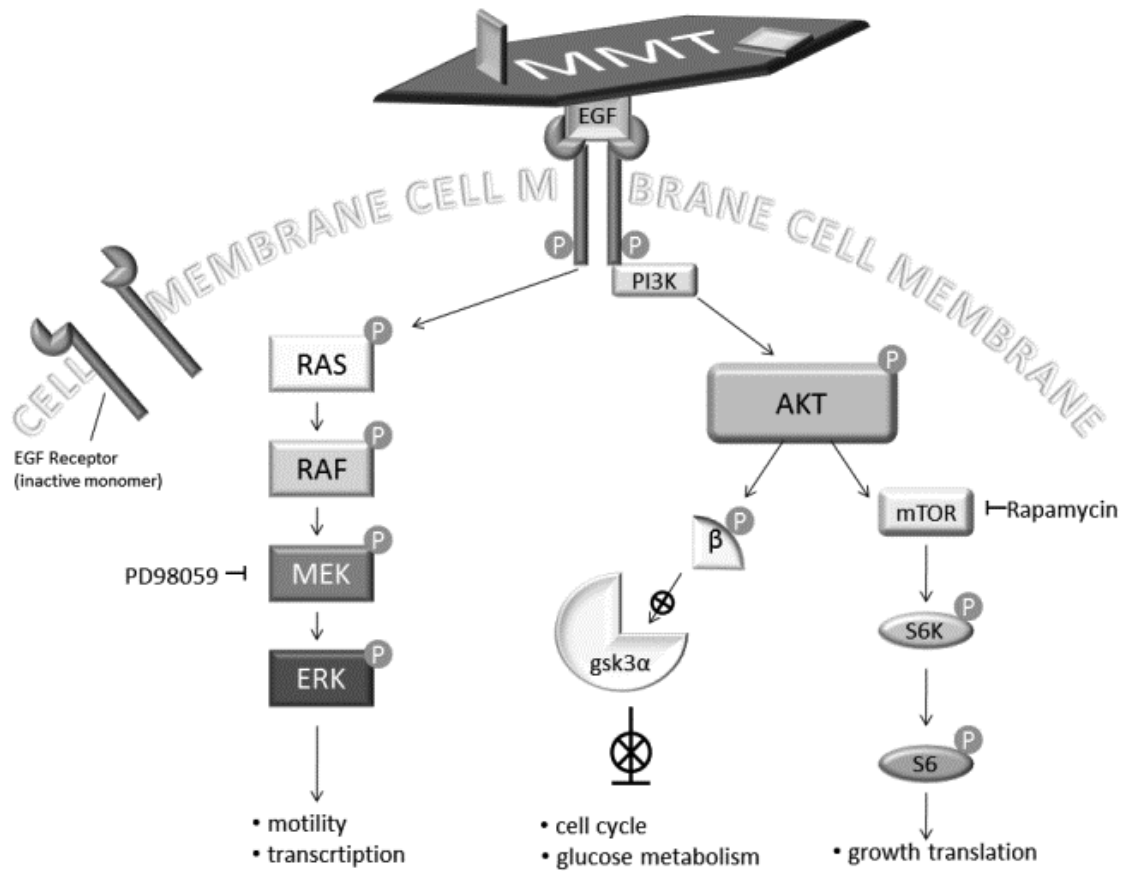 MMT
EGF
CELL MEMBRANE CELL M BRANE CELL MEMBRANE
P
P
PI3K
EGF Receptor
(inactive monomer)
P
RAS
P
RAF
P
MEK
PD98059
P
ERK
• motility
• transcrtiption
P
AKT
P
β
gsk3α
• cell cycle
• glucose metabolism
mTOR
Rapamycin
P
S6K
P
S6
• growth translation